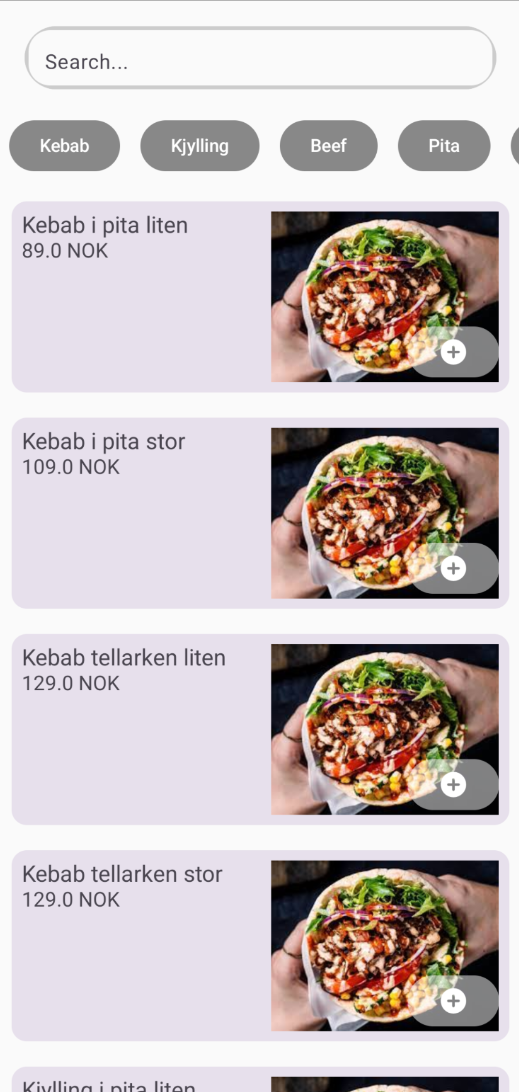 Search...
Kebab Kjylling Beef Pita
Kebab i pita liten
89.0 NOK
Kebab i pita stor
109.0 NOK
Kebab tellarken liten
129.0 NOK
Kebab tellarken stor
129.0 NOK
Kjylling i pita liten